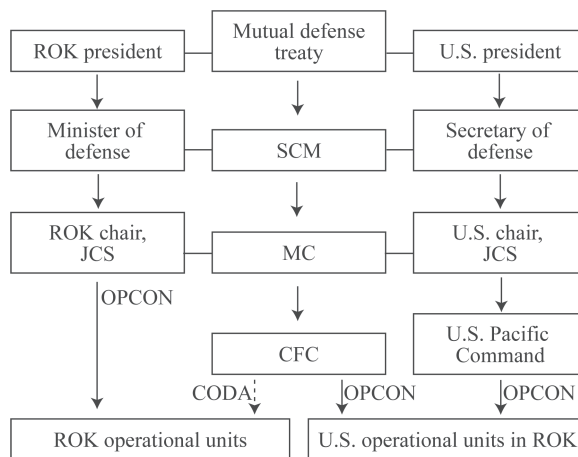 ROK president
Mutual defense
treaty
U.S. president
Minister of
defense
SCM
Secretary of
defense
ROK chair,
JCS
MC
U.S. chair,
JCS
OPCON
CFC
U.S. Pacific
Command
CODA
OPCON
OPCON
ROK operational units
U.S. operational units in ROK